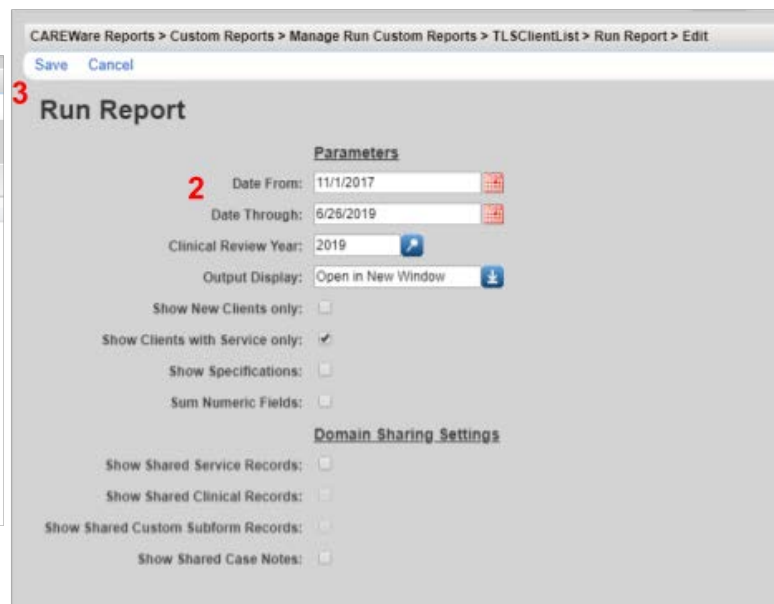 CAREWare Reports > Custom Reports > Manage Run Custom Reports > TLSClientList > Run Report > Edit
Save Cancel
3
Run Report
Parameters
2 Date From: 11/1/2017
Date Through: 6/26/2019
Clinical Review Year: 2019
Output Display: Open in New Window
Show New Clients only:
Show Clients with Service only:
Show Specifications:
Sum Numeric Fields:
Domain Sharing Settings
Show Shared Service Records:
Show Shared Clinical Records:
Show Shared Custom Subform Records:
Show Shared Case Notes: